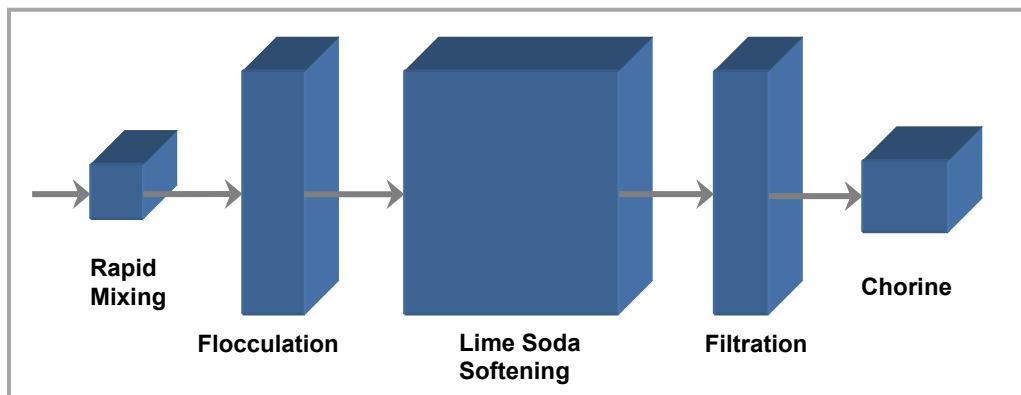 Rapid
Mixing
Flocculation
Lime Soda
Softening
Filtration
Chorine